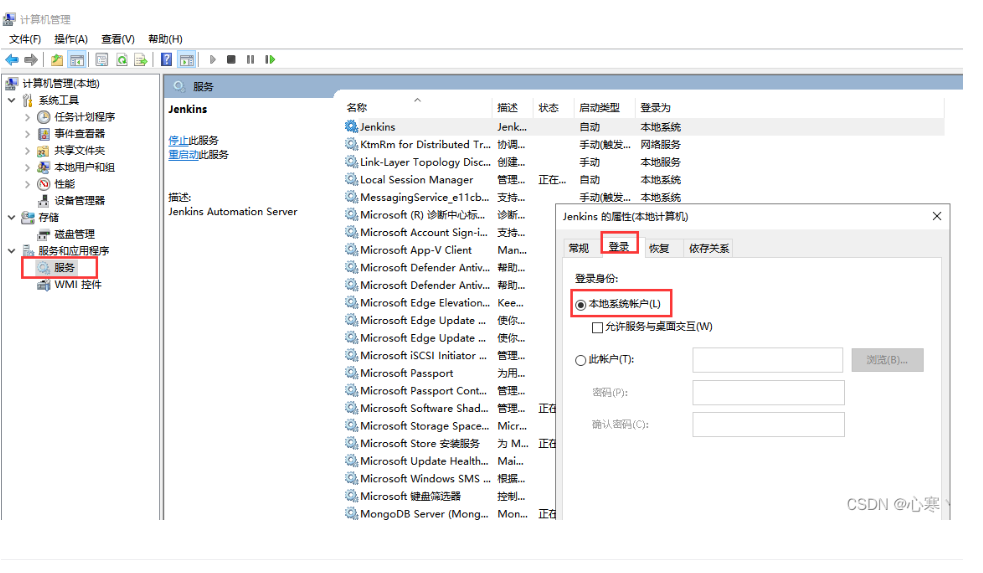 计算机管理
文件(F) 操作(A) 查看(V) 帮助(H)
计算机管理(本地)
系统工具
任务计划程序
事件查看器
共享文件夹
本地用户和组
性能
设备管理器
存储
磁盘管理
服务和应用程序
服务
WMI 控件
服务
Jenkins
停止此服务
重启动此服务
描述:
Jenkins Automation Server
名称 描述 状态 启动类型 登录为
Jenkins Jenk... 自动 本地系统
KtmRm for Distributed Tr... 协调... 手动(触发... 网络服务
Link-Layer Topology Disc... 创建... 手动 本地服务
Local Session Manager 管理... 正在... 自动 本地系统
MessagingService_e11cb... 支持... 手动(触发... 本地系统
Microsoft (R) 诊断中心标... 诊断...
Microsoft Account Sign-i... 支持...
Microsoft App-V Client Man...
Microsoft Defender Antiv... 帮助...
Microsoft Defender Antiv... 帮助...
Microsoft Edge Elevation... Kee...
Microsoft Edge Update ... 使你...
Microsoft Edge Update ... 使你...
Microsoft iSCSI Initiator ... 管理...
Microsoft Passport 为用...
Microsoft Passport Cont... 管理...
Microsoft Software Shad... 管理... 正在
Microsoft Storage Space... Micr...
Microsoft Store 安装服务 为 M... 正在
Microsoft Update Health... Mai...
Microsoft Windows SMS ... 根据...
Microsoft 键盘筛选器 控制...
MongoDB Server (Mong... Mon... 正在
Jenkins 的属性(本地计算机)
常规 登录 恢复 依存关系
登录身份:
本地系统帐户(L)
允许服务与桌面交互(W)
此帐户(T): 浏览(B)...
密码(P):
确认密码(C):
CSDN @心寒丶